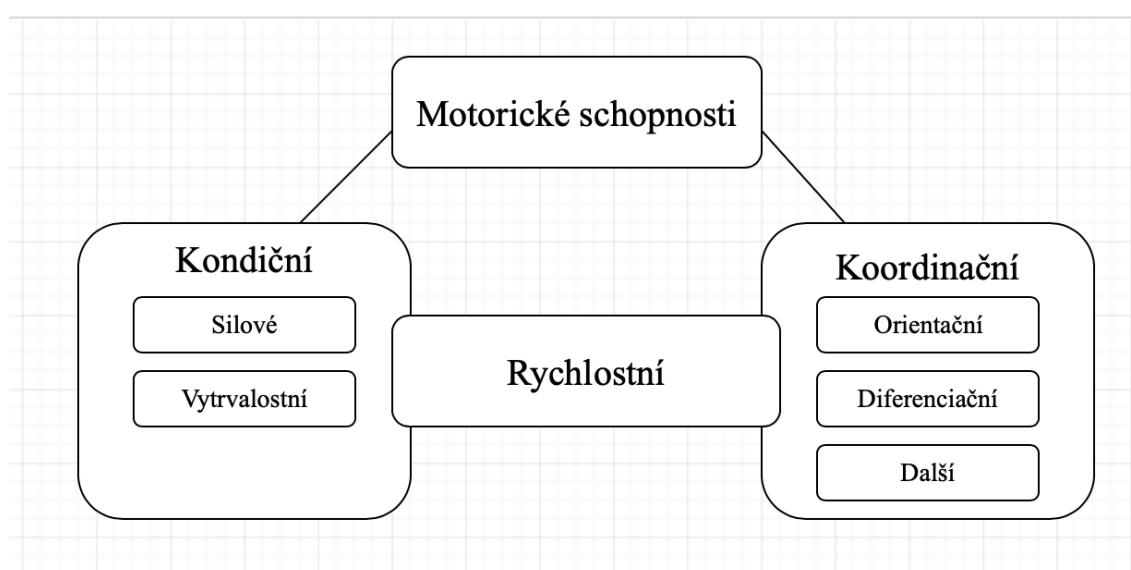 Motorické schopnosti
Kondiční
Silové
Vytrvalostní
Rychlostní
Koordinační
Orientační
Diferenciační
Další